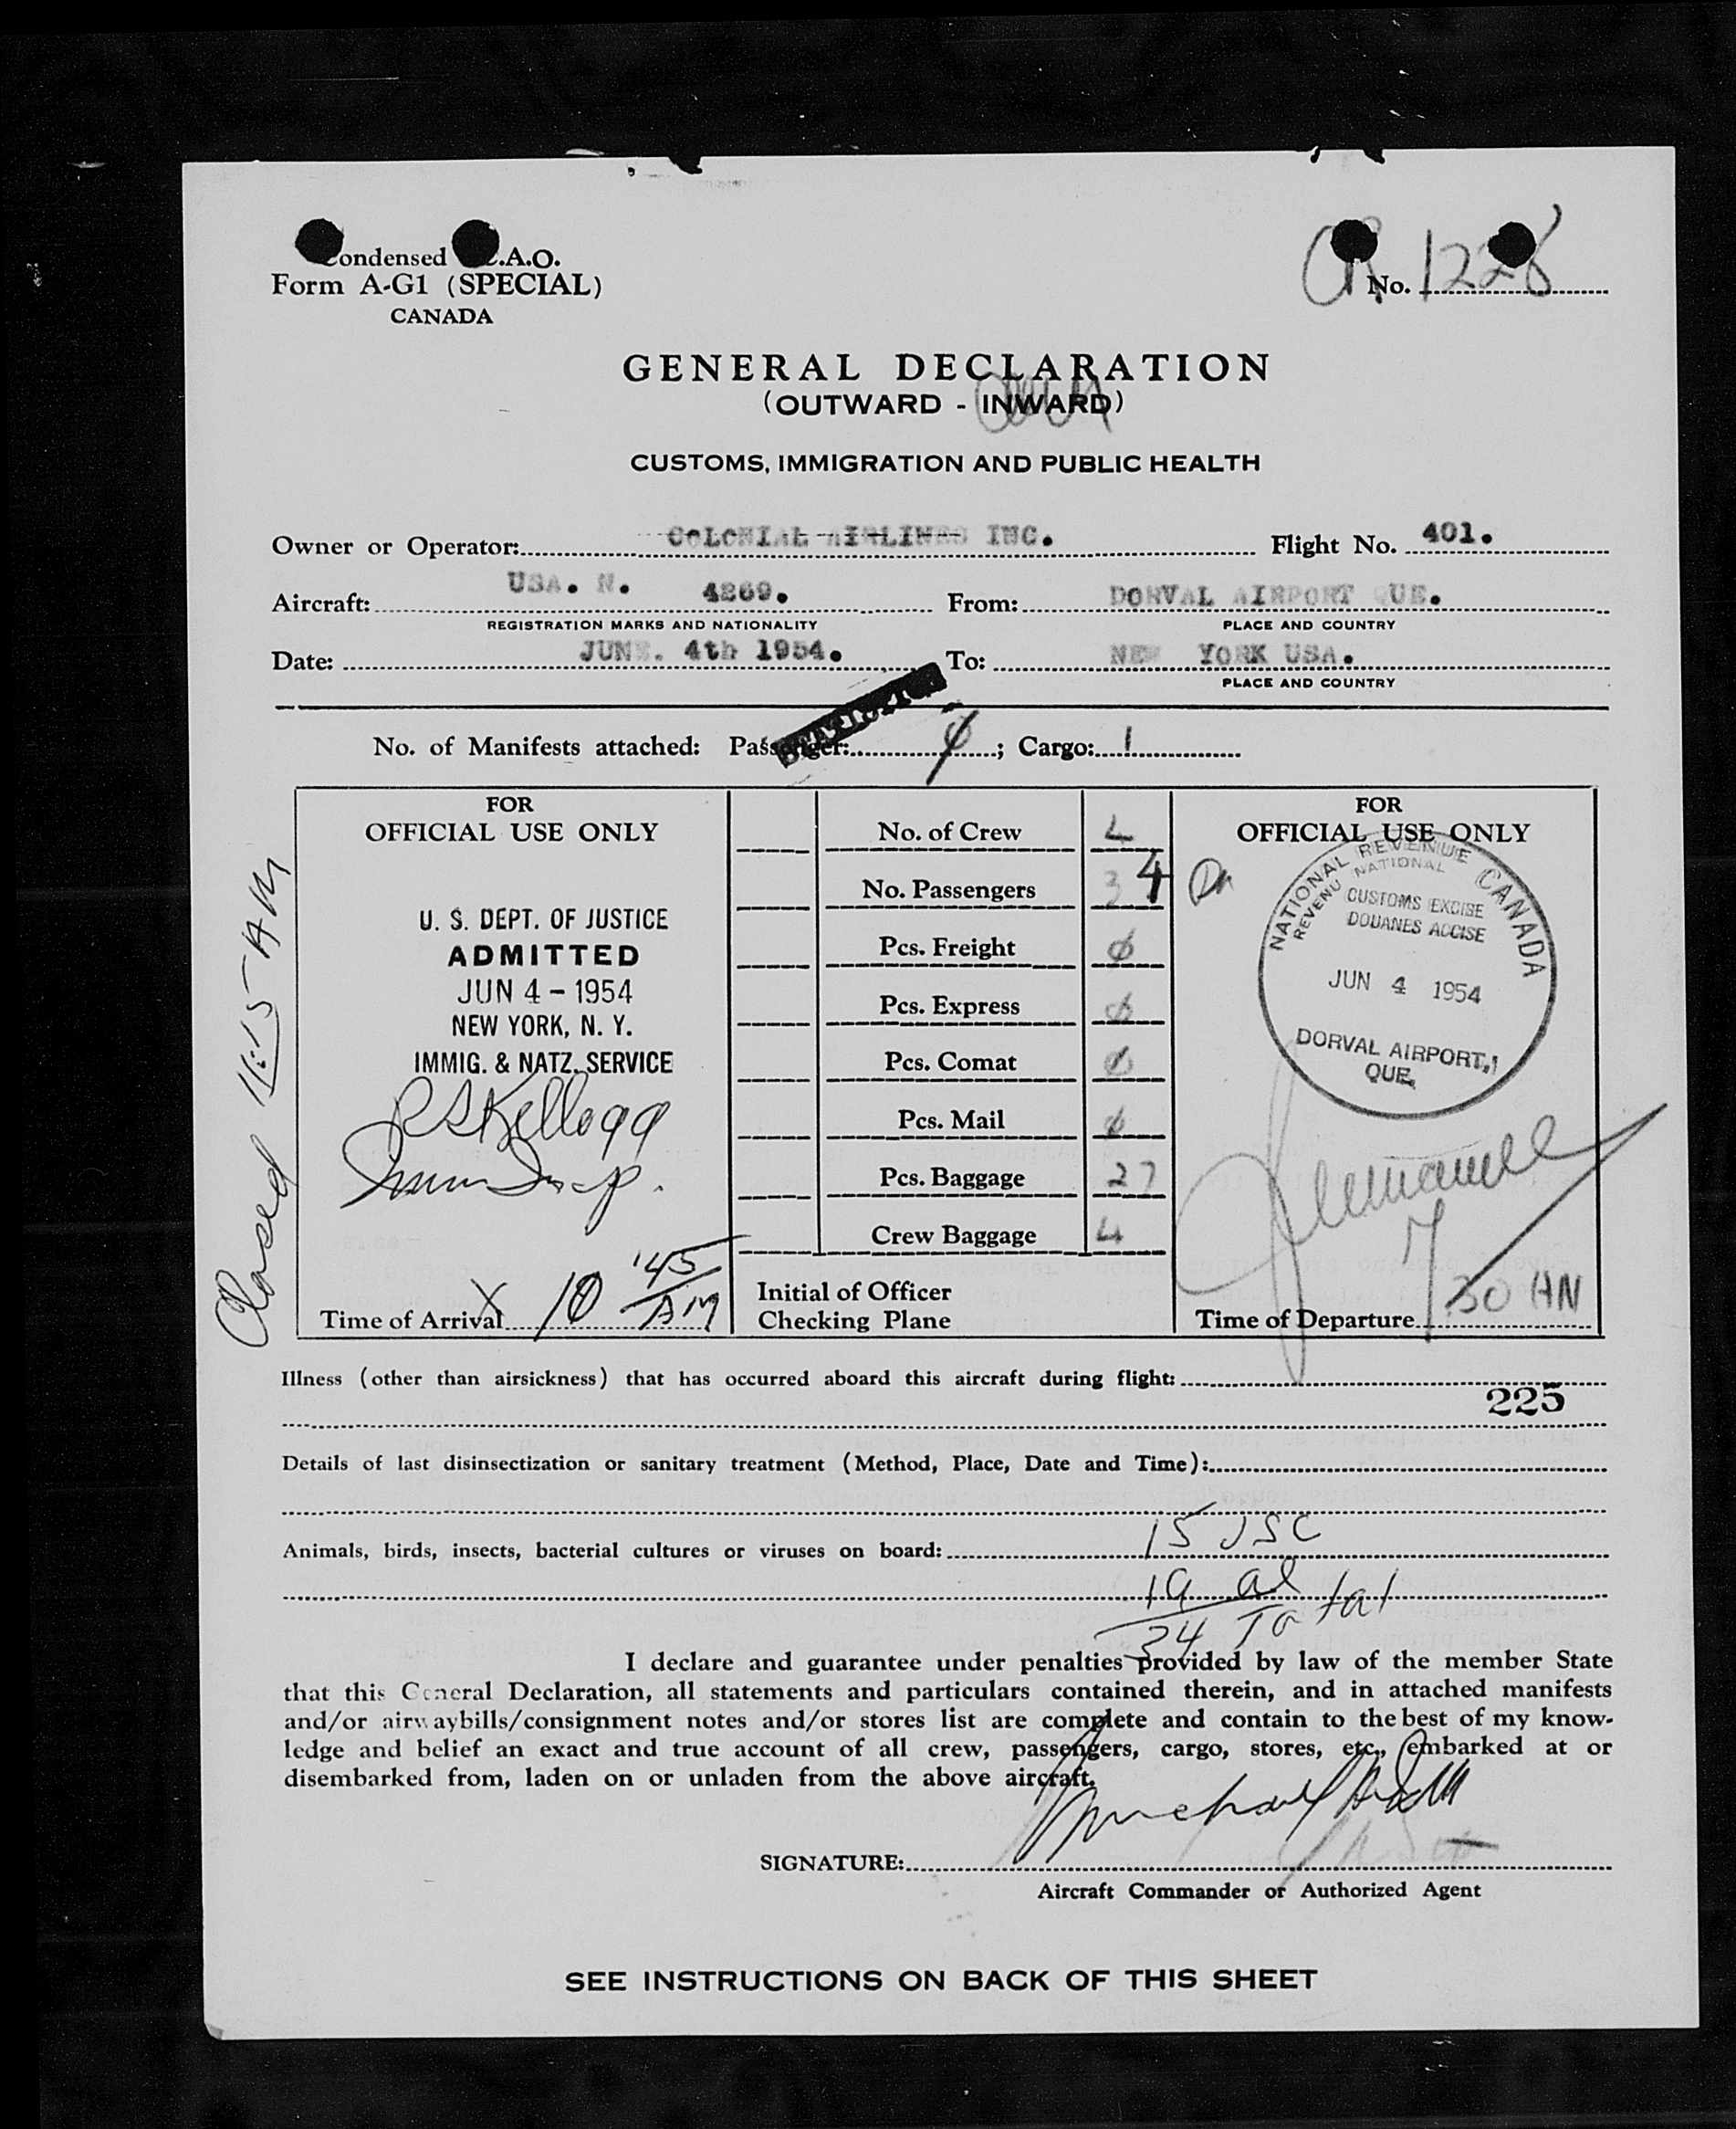 Condensed I.C.A.O.
Form A-G1 (SPECIAL)
CANADA
No. 1228
GENERAL DECLARATION
(OUTWARD - INWARD)
CUSTOMS, IMMIGRATION AND PUBLIC HEALTH
Owner or Operator: COLONIAL AIRLINES INC. Flight No. 401.
Aircraft: USA. N. 4269. From: DORVAL AIRPORT QUE.
REGISTRATION MARKS AND NATIONALITY PLACE AND COUNTRY
Date: JUNE. 4th 1954. To: NEW YORK USA.
PLACE AND COUNTRY
No. of Manifests attached: Passenger: ; Cargo: 1
FOR
OFFICIAL USE ONLY
U. S. DEPT. OF JUSTICE
ADMITTED
JUN 4 - 1954
NEW YORK, N. Y.
IMMIG. & NATZ. SERVICE
RSKellogg
Time of Arrival X 10 '45 AM
Closed 11:15 AM
No. of Crew 4
No. Passengers 34
Pcs. Freight ϕ
Pcs. Express ϕ
Pcs. Comat ϕ
Pcs. Mail ϕ
Pcs. Baggage 27
Crew Baggage 4
Initial of Officer
Checking Plane
FOR
OFFICIAL USE ONLY
NATIONAL REVENUE CANADA
REVENU NATIONAL
CUSTOMS EXCISE
DOUANES ACCISE
JUN 4 1954
DORVAL AIRPORT,
QUE.
Time of Departure 7/30 AM
Illness (other than airsickness) that has occurred aboard this aircraft during flight:
225
Details of last disinsectization or sanitary treatment (Method, Place, Date and Time):
15 USC
Animals, birds, insects, bacterial cultures or viruses on board:
19 al
34 Total
I declare and guarantee under penalties provided by law of the member State
that this General Declaration, all statements and particulars contained therein, and in attached manifests
and/or airwaybills/consignment notes and/or stores list are complete and contain to the best of my know-
ledge and belief an exact and true account of all crew, passengers, cargo, stores, etc., embarked at or
disembarked from, laden on or unladen from the above aircraft.
SIGNATURE: Michael
Aircraft Commander or Authorized Agent
SEE INSTRUCTIONS ON BACK OF THIS SHEET